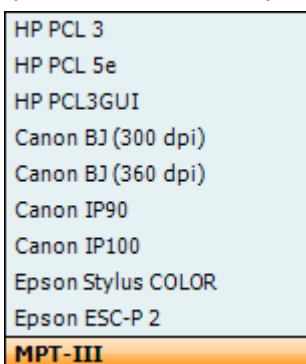 HP PCL 3
HP PCL 5e
HP PCL3GUI
Canon BJ (300 dpi)
Canon BJ (360 dpi)
Canon IP90
Canon IP100
Epson Stylus COLOR
Epson ESC-P 2
MPT-III